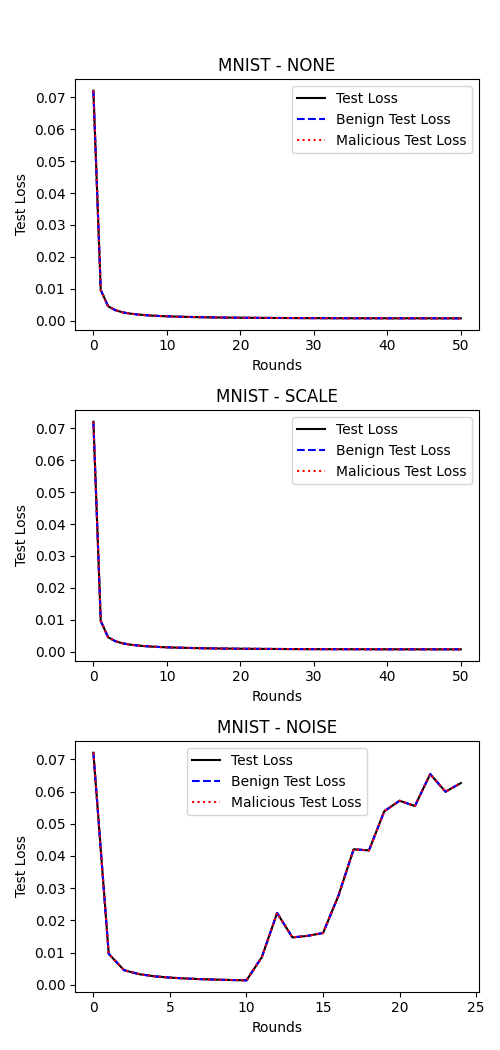 MNIST - NONE
Test Loss
Benign Test Loss
Malicious Test Loss
Test Loss
0.07
0.06
0.05
0.04
0.03
0.02
0.01
0.00
0 10 20 30 40 50
Rounds
MNIST - SCALE
Test Loss
Benign Test Loss
Malicious Test Loss
Test Loss
0.07
0.06
0.05
0.04
0.03
0.02
0.01
0.00
0 10 20 30 40 50
Rounds
MNIST - NOISE
Test Loss
Benign Test Loss
Malicious Test Loss
Test Loss
0.07
0.06
0.05
0.04
0.03
0.02
0.01
0.00
0 5 10 15 20 25
Rounds